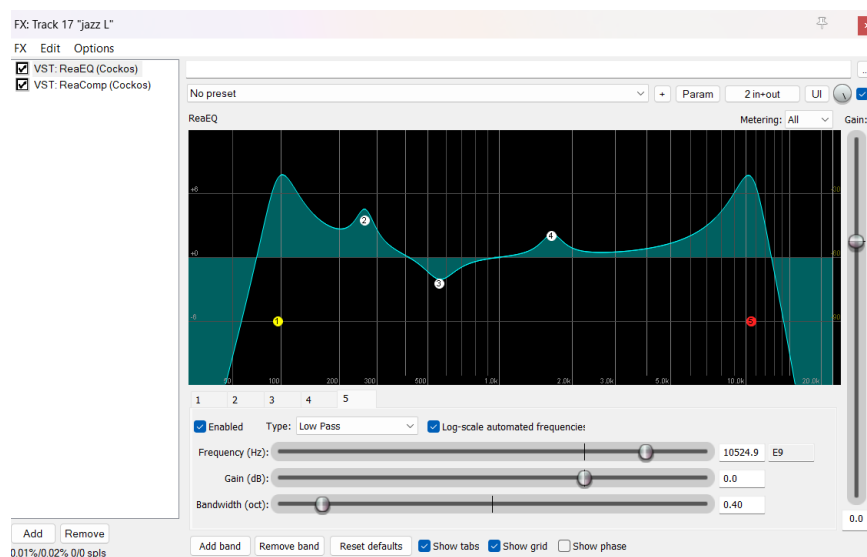 FX: Track 17 "jazz L"
FX Edit Options
VST: ReaEQ (Cockos)
VST: ReaComp (Cockos)
No preset
+
Param
2 in+out
UI
ReaEQ
Metering: All
Gain:
+6
+0
-6
1
2
3
4
5
50 100 200 300 500 1.0k 2.0k 3.0k 5.0k 10.0k 20.0k
1 2 3 4 5
Enabled Type: Low Pass Log-scale automated frequencies
Frequency (Hz): 10524.9 E9
Gain (dB): 0.0
Bandwidth (oct): 0.40
0.0
Add Remove
Add band Remove band Reset defaults Show tabs Show grid Show phase
0.01%/0.02% 0/0 spls